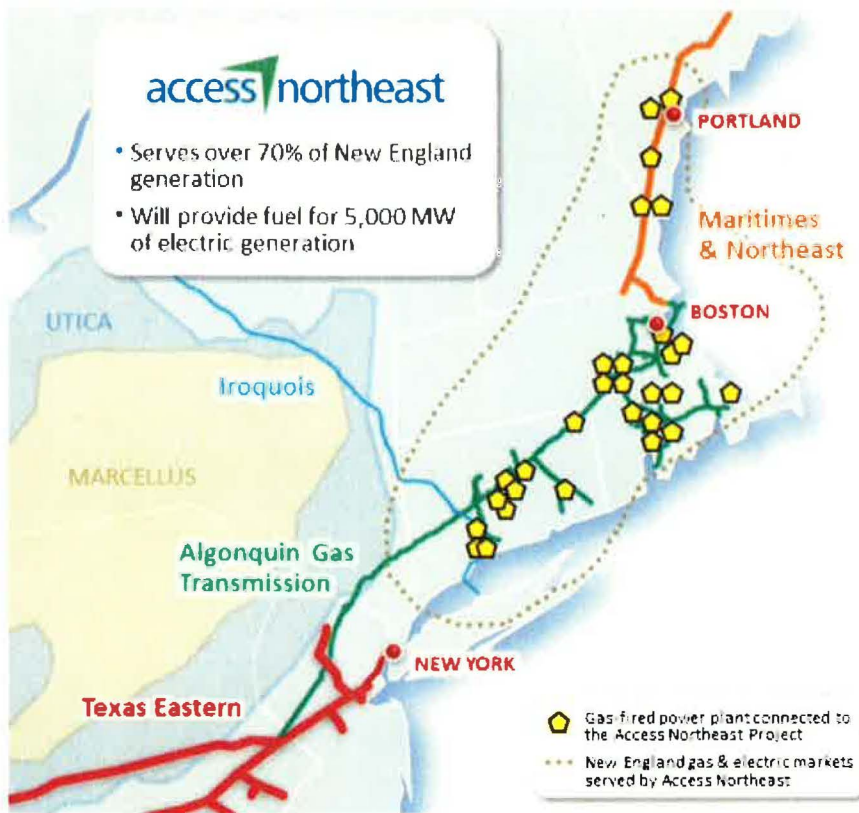 access northeast
• Serves over 70% of New England
generation
• Will provide fuel for 5,000 MW
of electric generation
PORTLAND
Maritimes
& Northeast
BOSTON
UTICA
Iroquois
MARCELLUS
Algonquin Gas
Transmission
NEW YORK
Texas Eastern
Gas-fired power plant connected to
the Access Northeast Project
New England gas & electric markets
served by Access Northeast